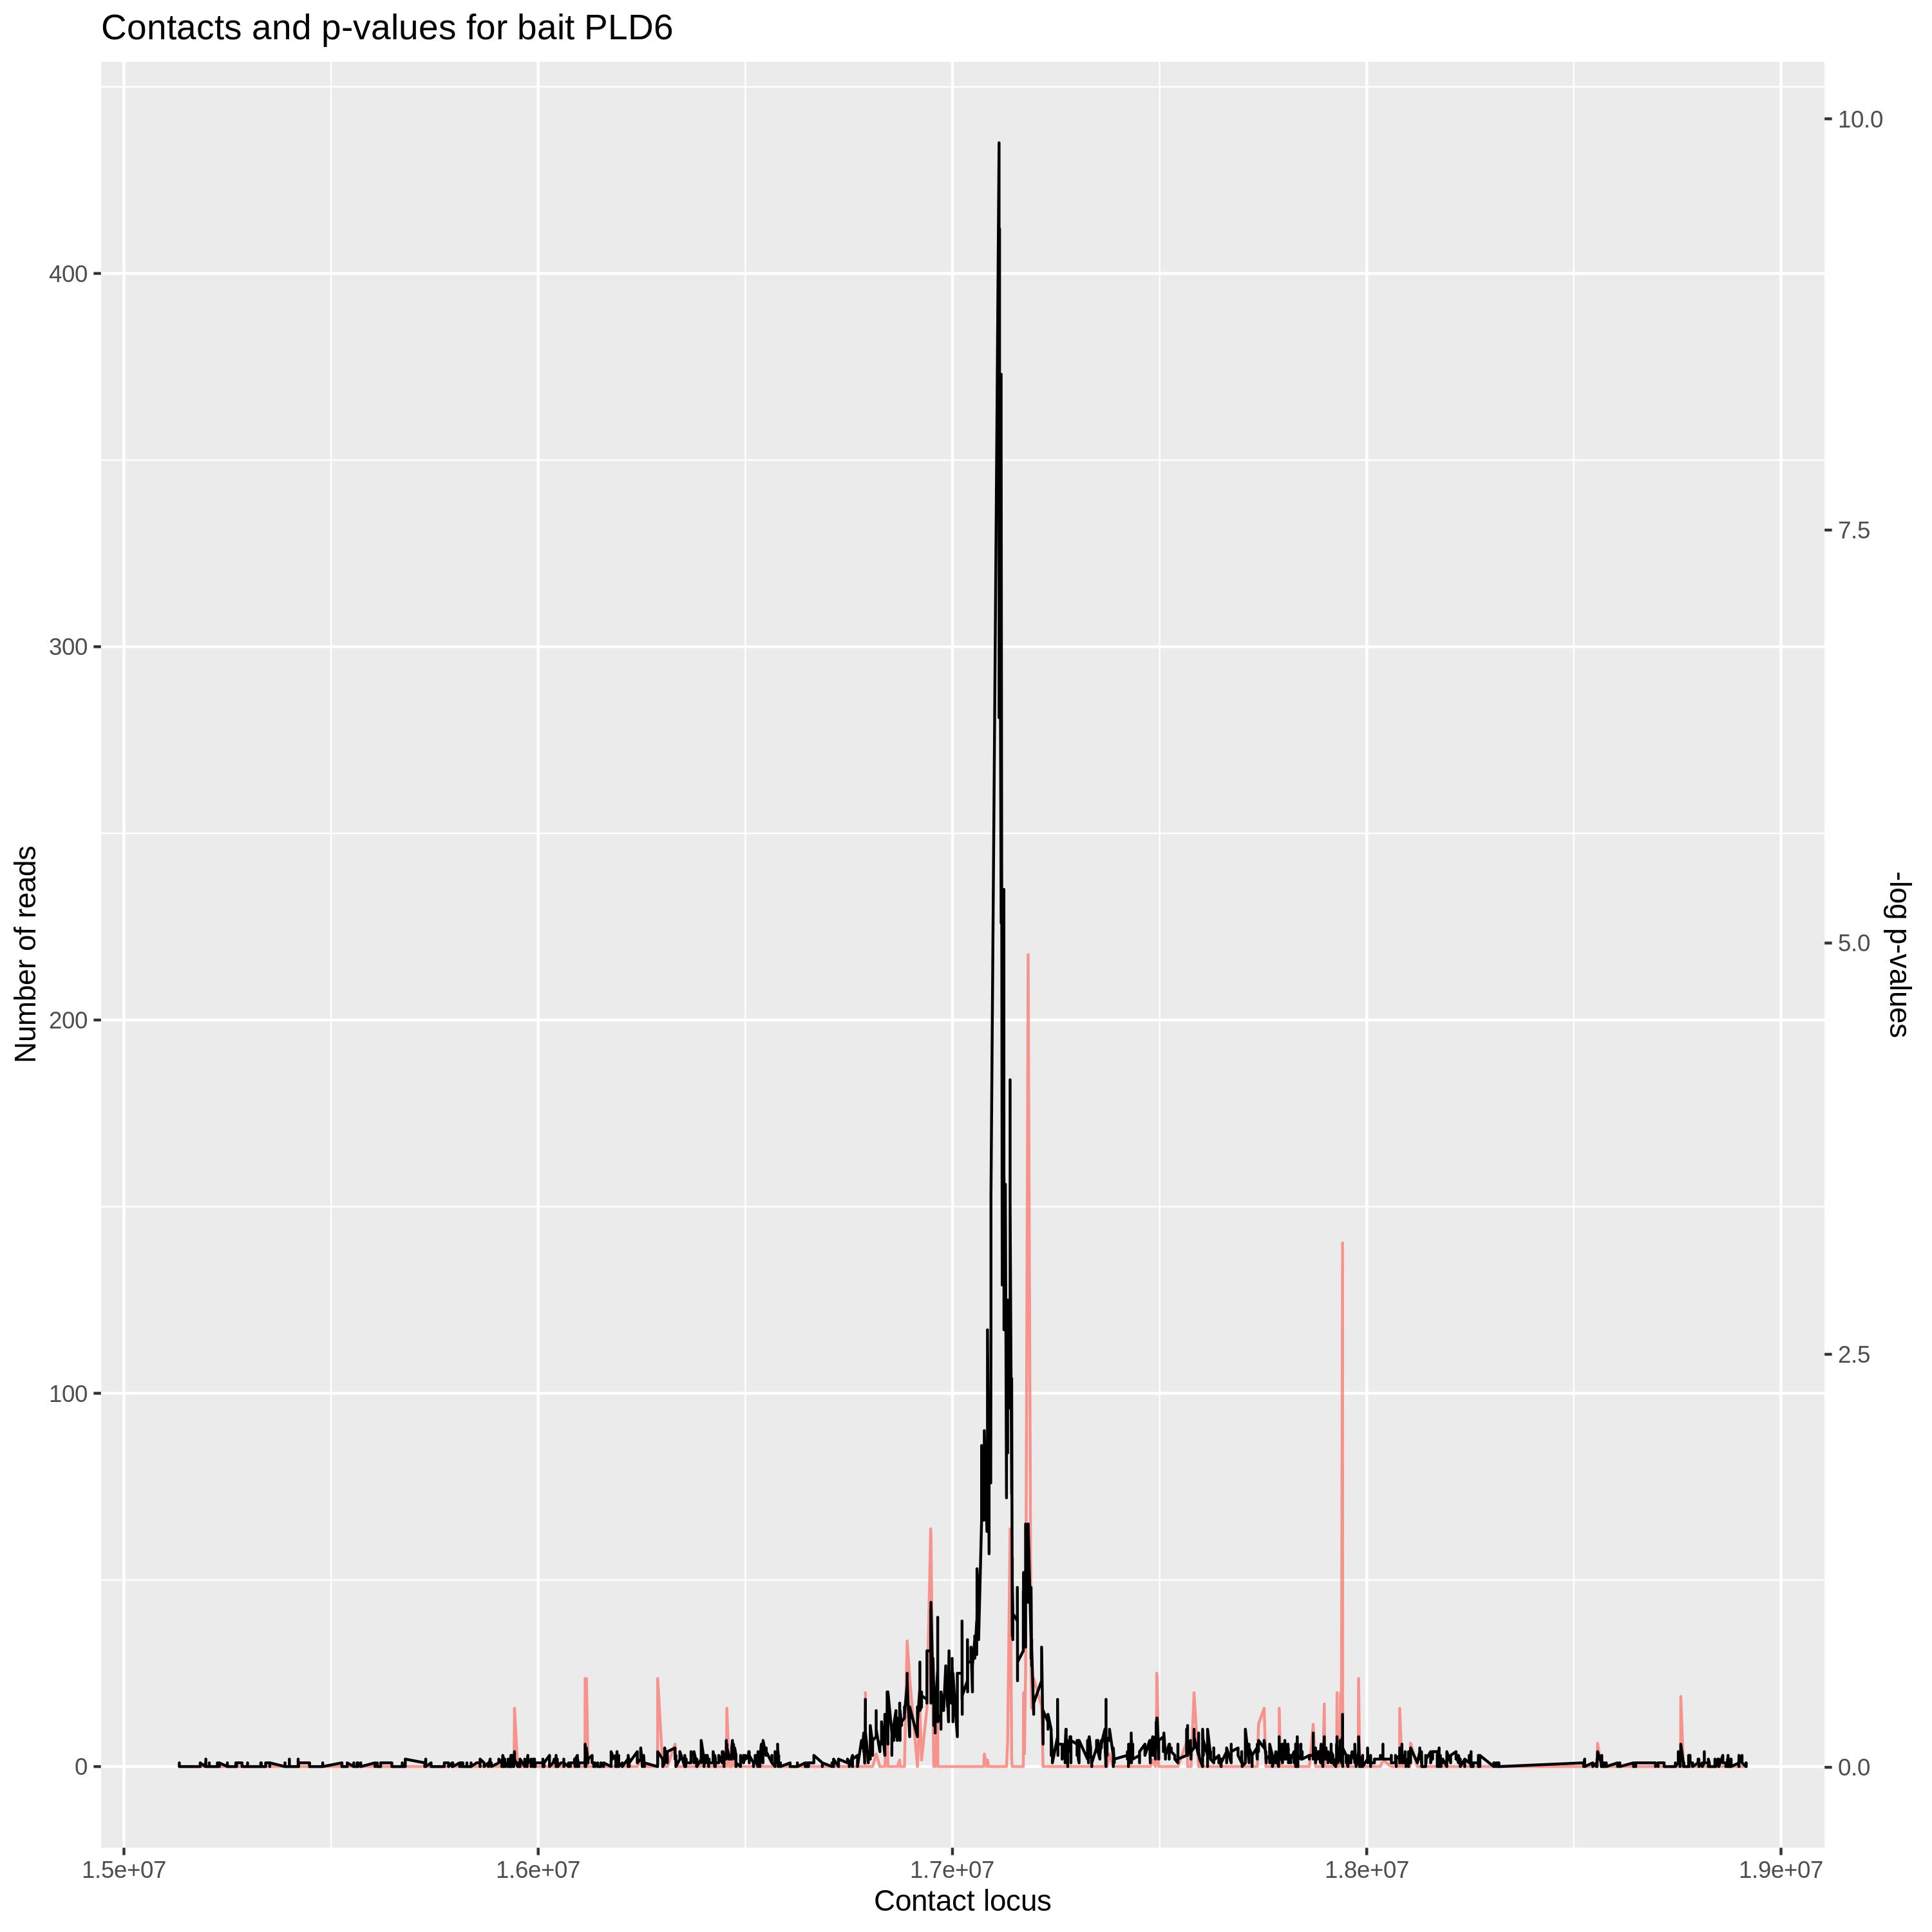 Contacts and p-values for bait PLD6
400
300
200
100
0
Number of reads
10.0
7.5
5.0
2.5
0.0
-log p-values
1.5e+07 1.6e+07 1.7e+07 1.8e+07 1.9e+07
Contact locus